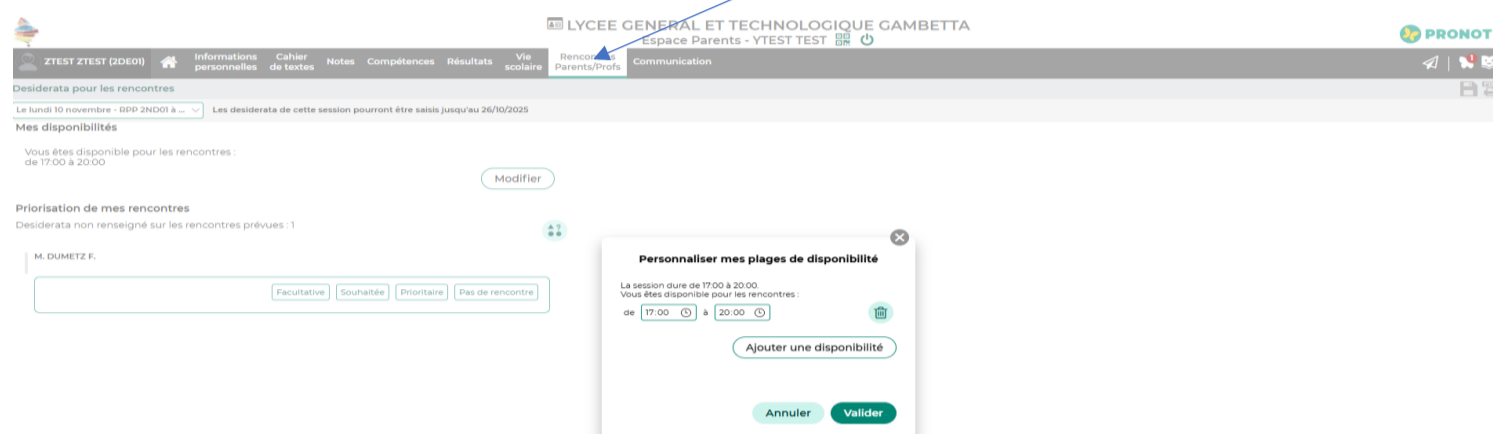 LYCEE GENERAL ET TECHNOLOGIQUE GAMBETTA
Espace Parents - YTEST TEST
PRONOT
ZTEST ZTEST (2DE01)
Informations personnelles
Cahier de textes
Notes
Compétences
Résultats
Vie scolaire
Parents/Profs
Communication
Desiderata pour les rencontres
Le lundi 10 novembre - RPP 2ND01 à ...
Les desiderata de cette session pourront être saisis jusqu'au 26/10/2025
Mes disponibilités
Vous êtes disponible pour les rencontres :
de 17:00 à 20:00
Modifier
Priorisation de mes rencontres
Desiderata non renseigné sur les rencontres prévues : 1
M. DUMETZ F.
Facultative
Souhaitée
Prioritaire
Pas de rencontre
Personnaliser mes plages de disponibilité
La session dure de 17:00 à 20:00.
Vous êtes disponible pour les rencontres :
de 17:00 à 20:00
Ajouter une disponibilité
Annuler
Valider